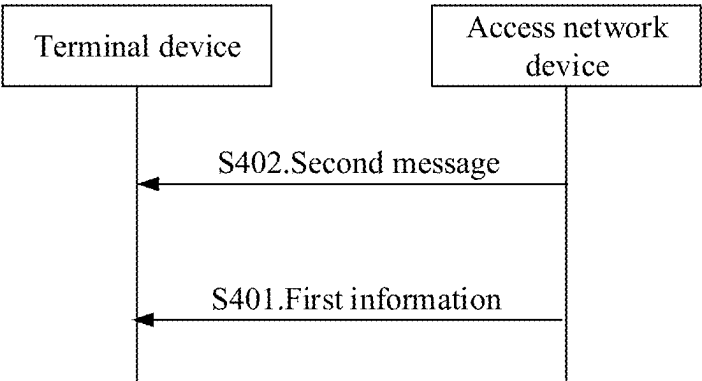 Terminal device
Access network
device
S402.Second message
S401.First information